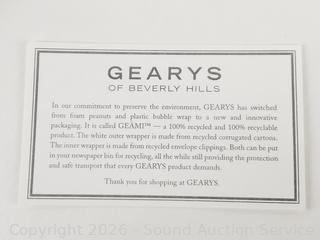 GEARYS
OF BEVERLY HILLS
In our commitment to preserve the environment, GEARYS has switched
from foam peanuts and plastic bubble wrap to a new and innovative
packaging. It is called GEAMI™ — a 100% recycled and 100% recyclable
product. The white outer wrapper is made from recycled corrugated cartons.
The inner wrapper is made from recycled envelope clippings. Both can be put
in your newspaper bin for recycling, all the while still providing the protection
and safe transport that every GEARYS product demands.
Thank you for shopping at GEARYS.
Copyright 2026 - Sound Auction Service